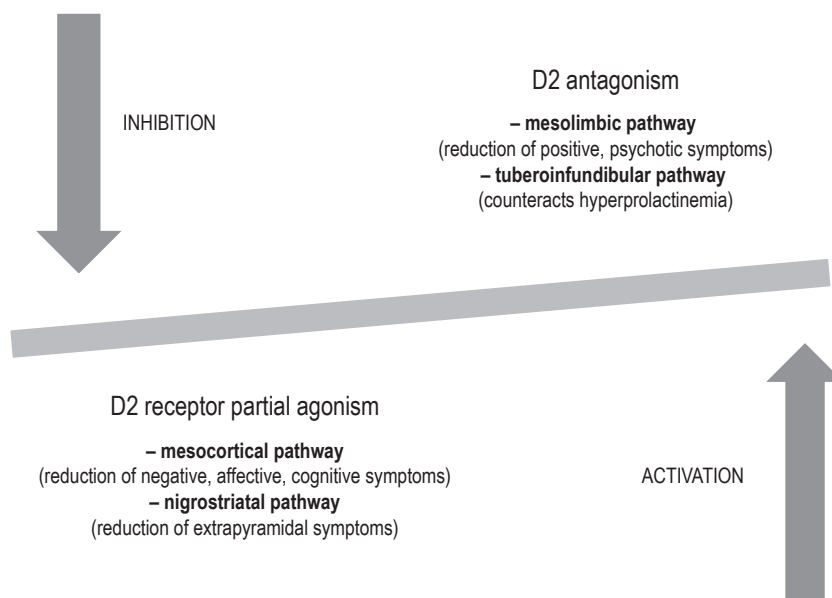 INHIBITION
D2 antagonism
– mesolimbic pathway
(reduction of positive, psychotic symptoms)
– tuberoinfundibular pathway
(counteracts hyperprolactinemia)
D2 receptor partial agonism
– mesocortical pathway
(reduction of negative, affective, cognitive symptoms)
– nigrostriatal pathway
(reduction of extrapyramidal symptoms)
ACTIVATION